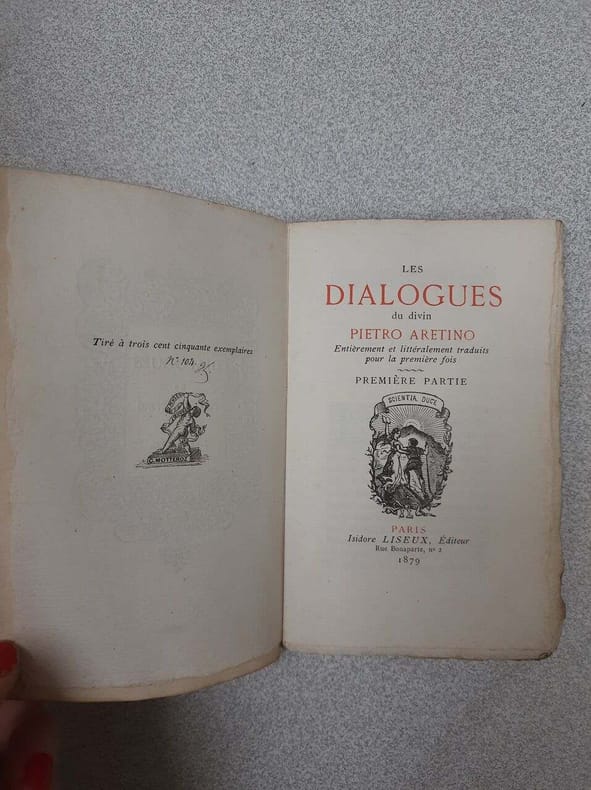 Tiré à trois cent cinquante exemplaires
N° 104.
C. MOTTEROZ
LES
DIALOGUES
du divin
PIETRO ARETINO
Entièrement et littéralement traduits
pour la première fois
PREMIÈRE PARTIE
SCIENTIA DUCE
PARIS
Isidore LISEUX, Éditeur
Rue Bonaparte, n° 2
1879